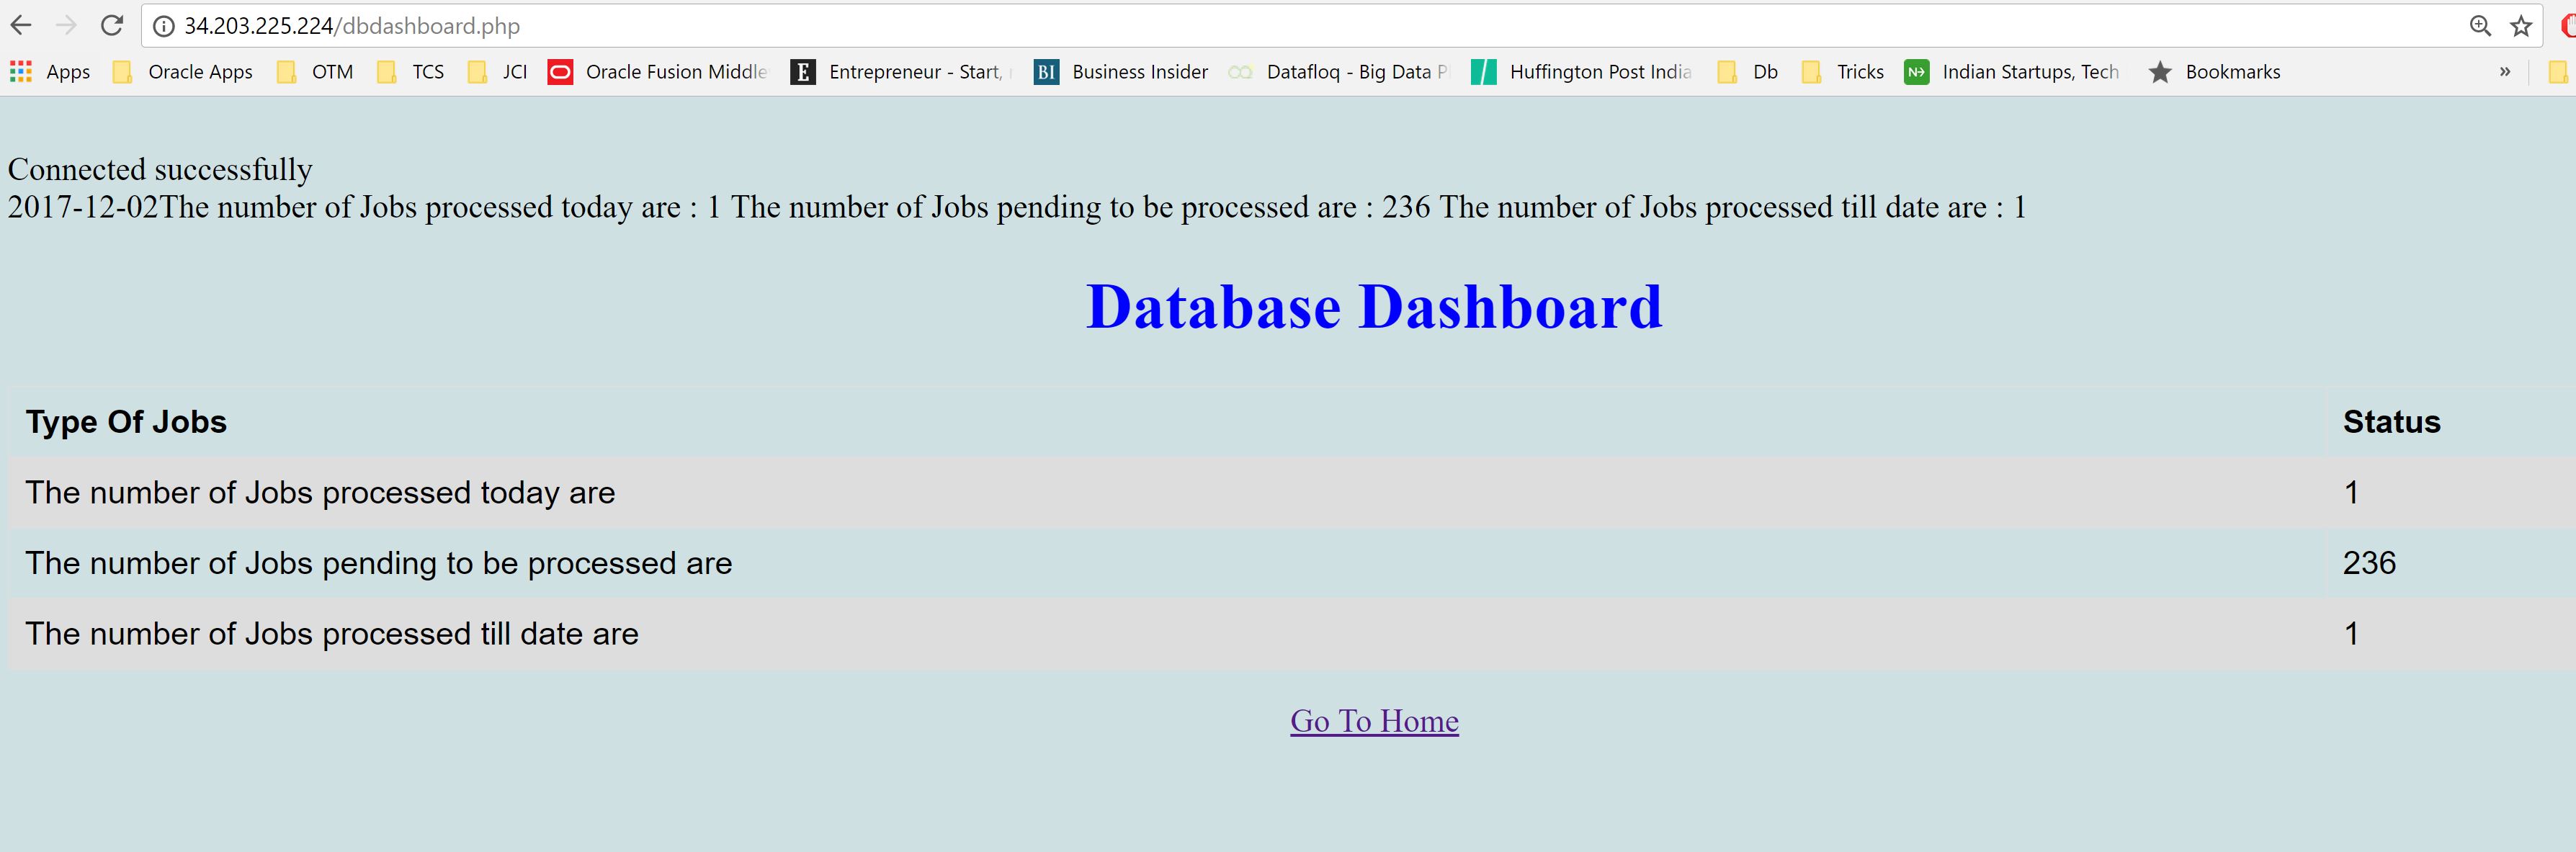 34.203.225.224/dbdashboard.php
Apps Oracle Apps OTM TCS JCI Oracle Fusion Middle Entrepreneur - Start, BI Business Insider Datafloq - Big Data P Huffington Post India Db Tricks N Indian Startups, Tech Bookmarks »
Connected successfully
2017-12-02The number of Jobs processed today are : 1 The number of Jobs pending to be processed are : 236 The number of Jobs processed till date are : 1
Database Dashboard
Type Of Jobs Status
The number of Jobs processed today are 1
The number of Jobs pending to be processed are 236
The number of Jobs processed till date are 1
Go To Home